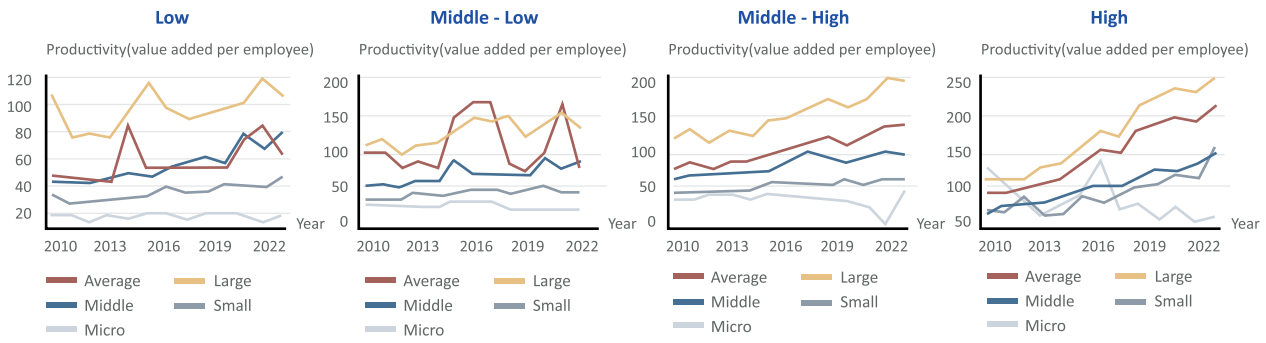 Low
Productivity(value added per employee)
120
100
80
60
40
20
Year
2010 2013 2016 2019 2022
Average Large
Middle Small
Micro
Middle - Low
Productivity(value added per employee)
200
150
100
50
0
Year
2010 2013 2016 2019 2022
Average Large
Middle Small
Micro
Middle - High
Productivity(value added per employee)
200
150
100
50
0
Year
2010 2013 2016 2019 2022
Average Large
Middle Small
Micro
High
Productivity(value added per employee)
250
200
150
100
50
Year
2010 2013 2016 2019 2022
Average Large
Middle Small
Micro